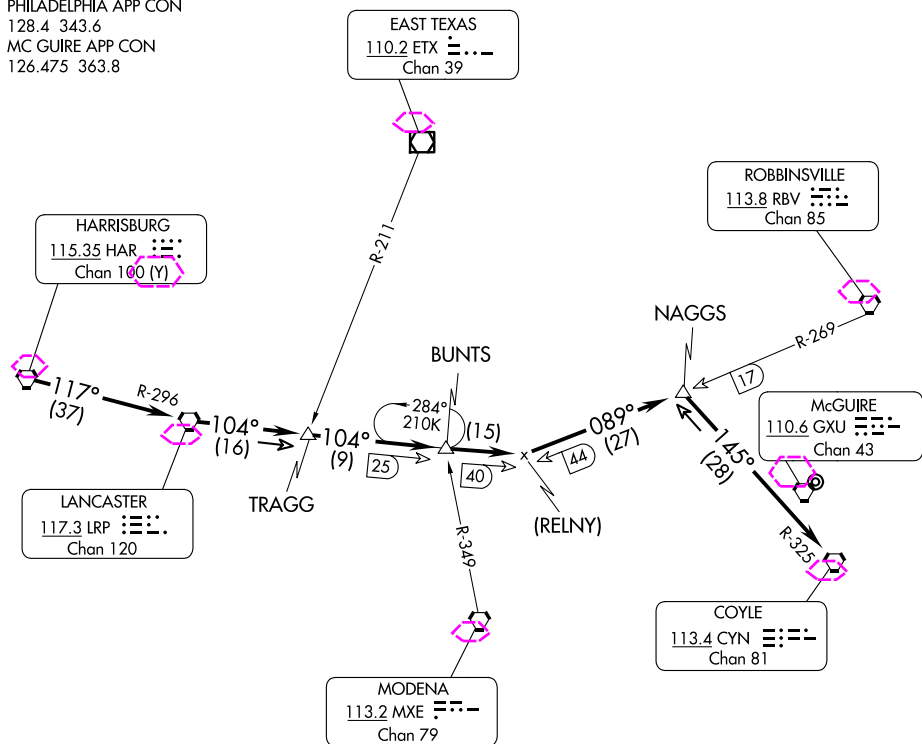 PHILADELPHIA APP CON
128.4 343.6
MC GUIRE APP CON
126.475 363.8
EAST TEXAS
110.2 ETX
Chan 39
ROBBINSVILLE
113.8 RBV
Chan 85
HARRISBURG
115.35 HAR
Chan 100 (Y)
R-211
NAGGS
R-269
17
BUNTS
117°
(37)
R-296
104°
(16)
284°
210K
104°
(9)
25
(15)
40
44
089°
(27)
145°
(28)
McGUIRE
110.6 GXU
Chan 43
TRAGG
(RELNY)
LANCASTER
117.3 LRP
Chan 120
R-349
R-325
COYLE
113.4 CYN
Chan 81
MODENA
113.2 MXE
Chan 79